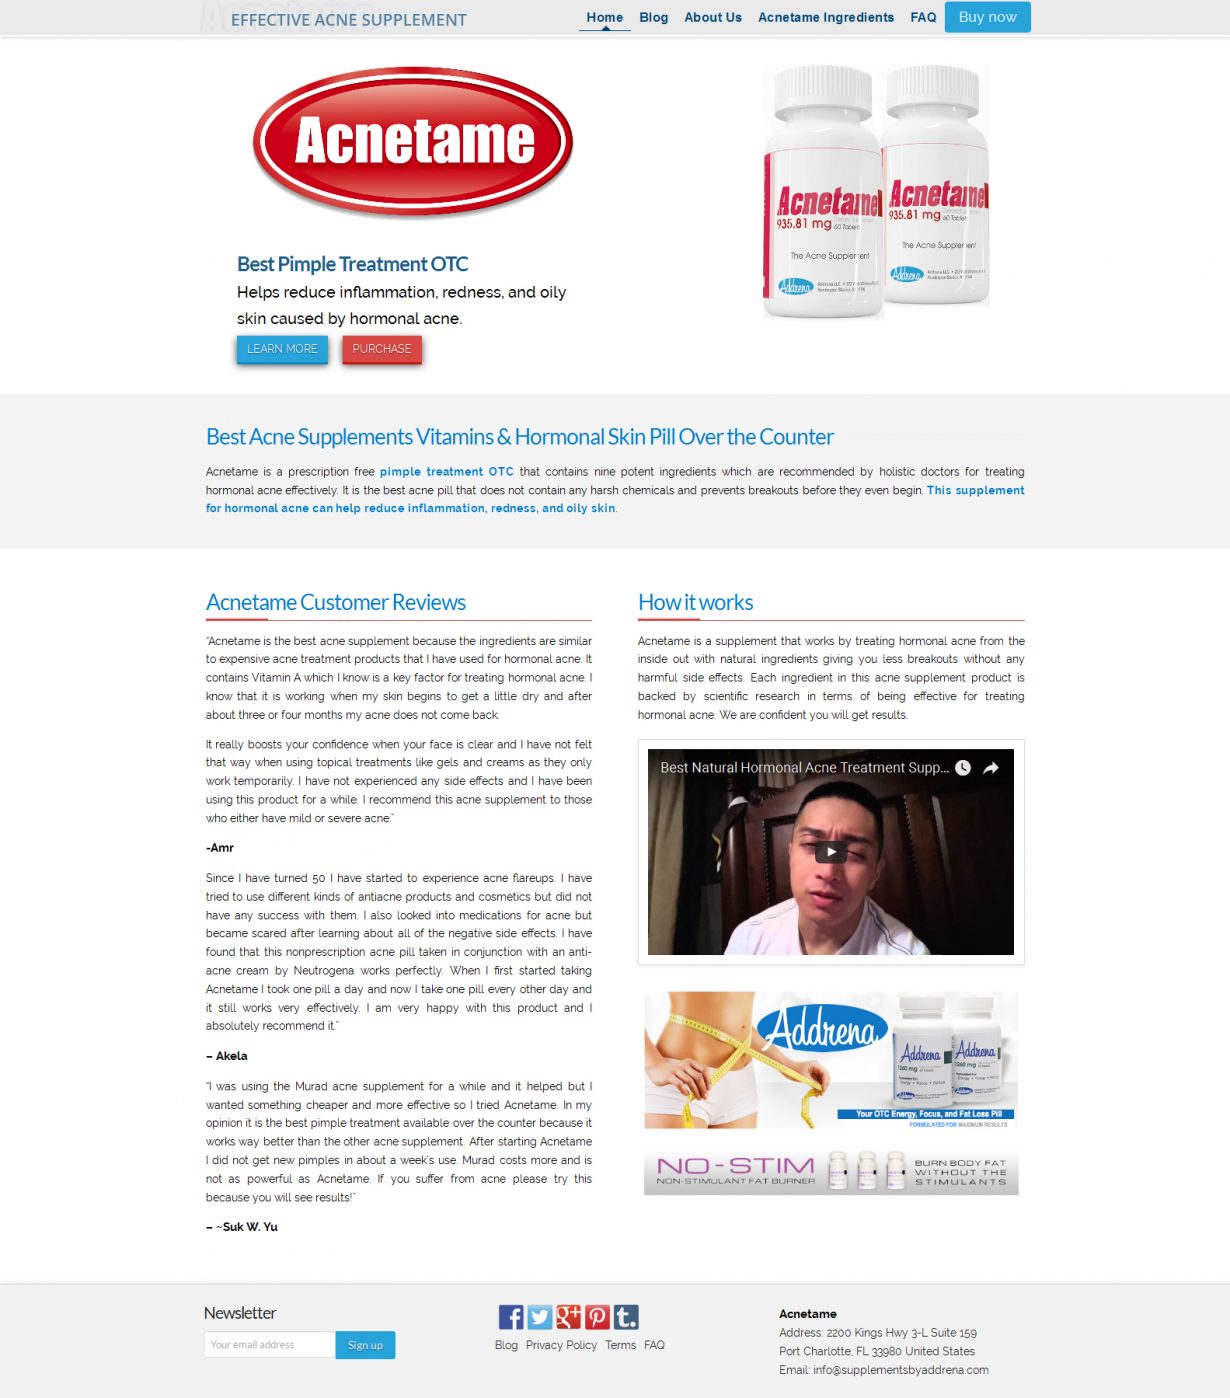 EFFECTIVE ACNE SUPPLEMENT
Home Blog About Us Acnetame Ingredients FAQ Buy now
Acnetame
Acnetame
935.81 mg
60 Tablets
The Acne Supplement
Addrena
Acnetame
935.81 mg
60 Tablets
The Acne Supplement
Addrena
Best Pimple Treatment OTC
Helps reduce inflammation, redness, and oily
skin caused by hormonal acne.
LEARN MORE PURCHASE
Best Acne Supplements Vitamins & Hormonal Skin Pill Over the Counter
Acnetame is a prescription free pimple treatment OTC that contains nine potent ingredients which are recommended by holistic doctors for treating
hormonal acne effectively. It is the best acne pill that does not contain any harsh chemicals and prevents breakouts before they even begin. This supplement
for hormonal acne can help reduce inflammation, redness, and oily skin.
Acnetame Customer Reviews
“Acnetame is the best acne supplement because the ingredients are similar
to expensive acne treatment products that I have used for hormonal acne. It
contains Vitamin A which I know is a key factor for treating hormonal acne. I
know that it is working when my skin begins to get a little dry and after
about three or four months my acne does not come back.
It really boosts your confidence when your face is clear and I have not felt
that way when using topical treatments like gels and creams as they only
work temporarily. I have not experienced any side effects and I have been
using this product for a while. I recommend this acne supplement to those
who either have mild or severe acne.”
-Amr
Since I have turned 50 I have started to experience acne flareups. I have
tried to use different kinds of antiacne products and cosmetics but did not
have any success with them. I also looked into medications for acne but
became scared after learning about all of the negative side effects. I have
found that this nonprescription acne pill taken in conjunction with an anti-
acne cream by Neutrogena works perfectly. When I first started taking
Acnetame I took one pill a day and now I take one pill every other day and
it still works very effectively. I am very happy with this product and I
absolutely recommend it.”
– Akela
“I was using the Murad acne supplement for a while and it helped but I
wanted something cheaper and more effective so I tried Acnetame. In my
opinion it is the best pimple treatment available over the counter because it
works way better than the other acne supplement. After starting Acnetame
I did not get new pimples in about a week’s use. Murad costs more and is
not as powerful as Acnetame. If you suffer from acne please try this
because you will see results!”
– ~Suk W. Yu
How it works
Acnetame is a supplement that works by treating hormonal acne from the
inside out with natural ingredients giving you less breakouts without any
harmful side effects. Each ingredient in this acne supplement product is
backed by scientific research in terms of being effective for treating
hormonal acne. We are confident you will get results.
Best Natural Hormonal Acne Treatment Supp...
Addrena
Addrena
1260 mg
Energy • Focus • Fat Loss
Addrena
1260 mg
Your OTC Energy, Focus, and Fat Loss Pill
FORMULATED FOR MAXIMUM RESULTS
NO-STIM
NON-STIMULANT FAT BURNER
BURN BODY FAT
WITHOUT THE
STIMULANTS
Newsletter
Your email address Sign up
Blog Privacy Policy Terms FAQ
Acnetame
Address: 2200 Kings Hwy 3-L Suite 159
Port Charlotte, FL 33980 United States
Email: info@supplementsbyaddrena.com